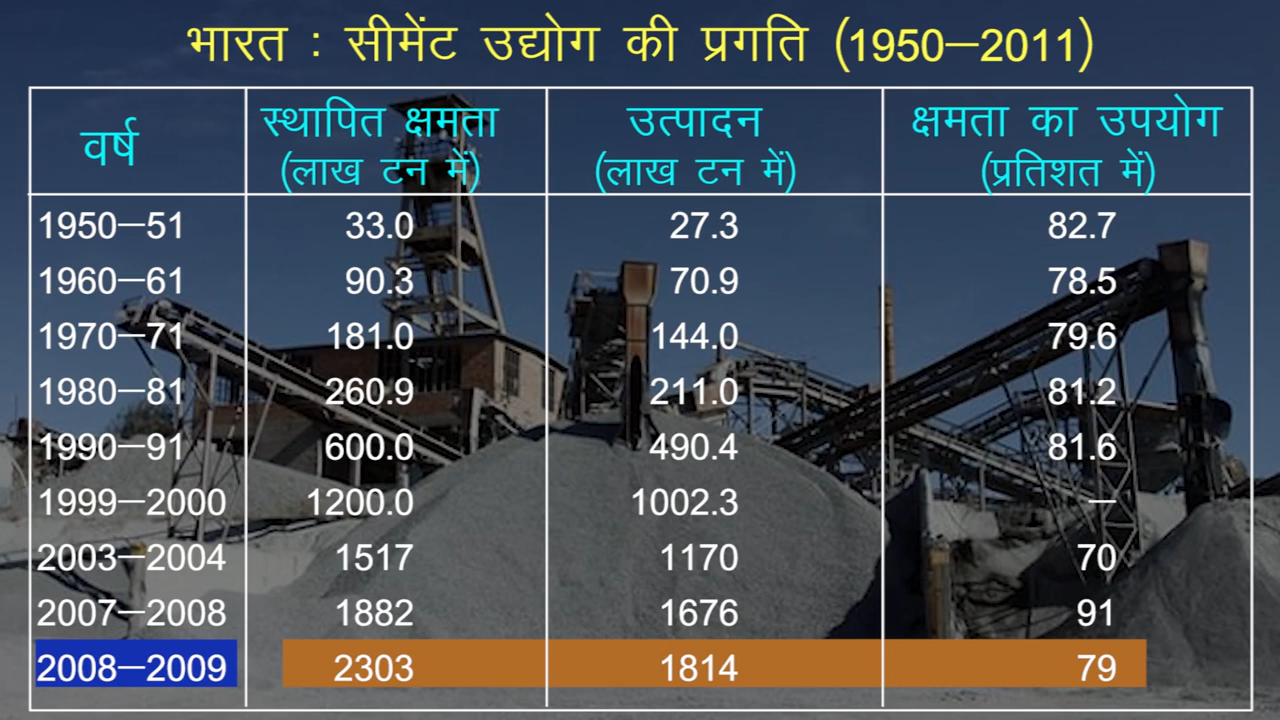 भारत : सीमेंट उद्योग की प्रगति (1950–2011)
वर्ष स्थापित क्षमता (लाख टन में) उत्पादन (लाख टन में) क्षमता का उपयोग (प्रतिशत में)
1950–51 33.0 27.3 82.7
1960–61 90.3 70.9 78.5
1970–71 181.0 144.0 79.6
1980–81 260.9 211.0 81.2
1990–91 600.0 490.4 81.6
1999–2000 1200.0 1002.3 –
2003–2004 1517 1170 70
2007–2008 1882 1676 91
2008–2009 2303 1814 79